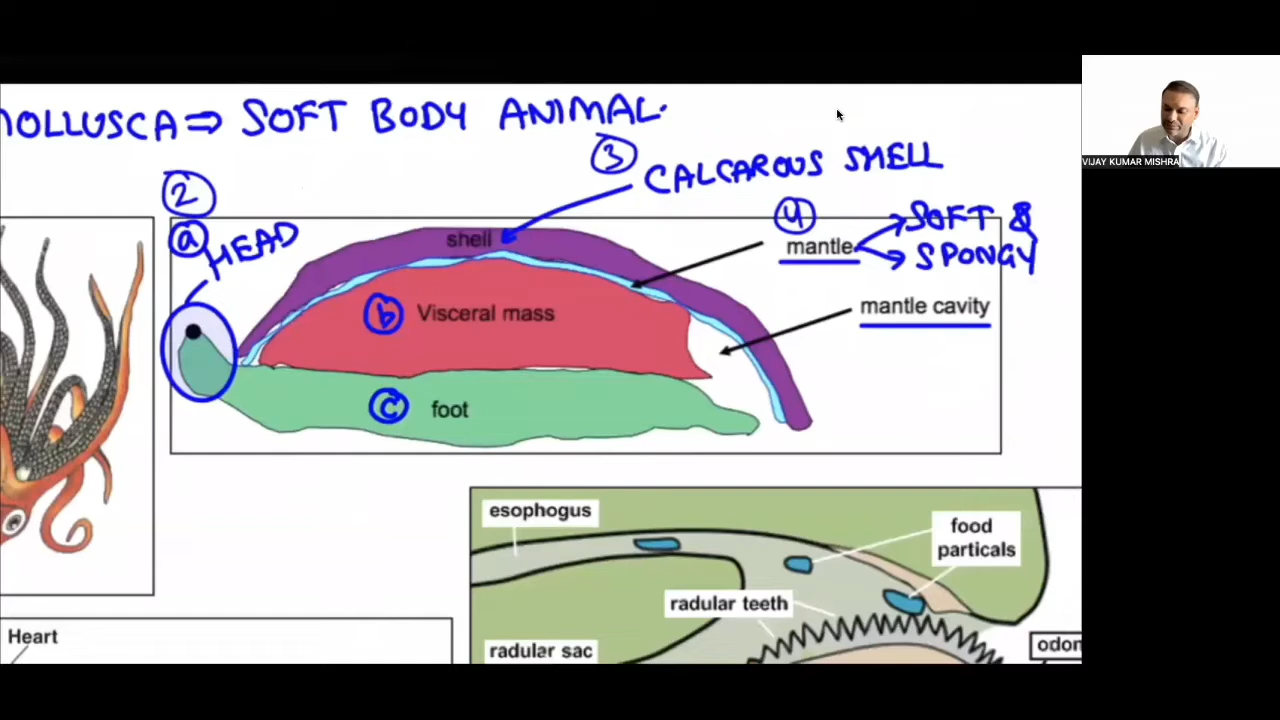 MOLLUSCA ⇒ SOFT BODY ANIMAL.
VIJAY KUMAR MISHRA
3
CALCAROUS SHELL
2
a HEAD
shell
4
mantle
SOFT &
SPONGY
b Visceral mass
mantle cavity
c foot
esophogus
food
particals
radular teeth
Heart
radular sac
odon